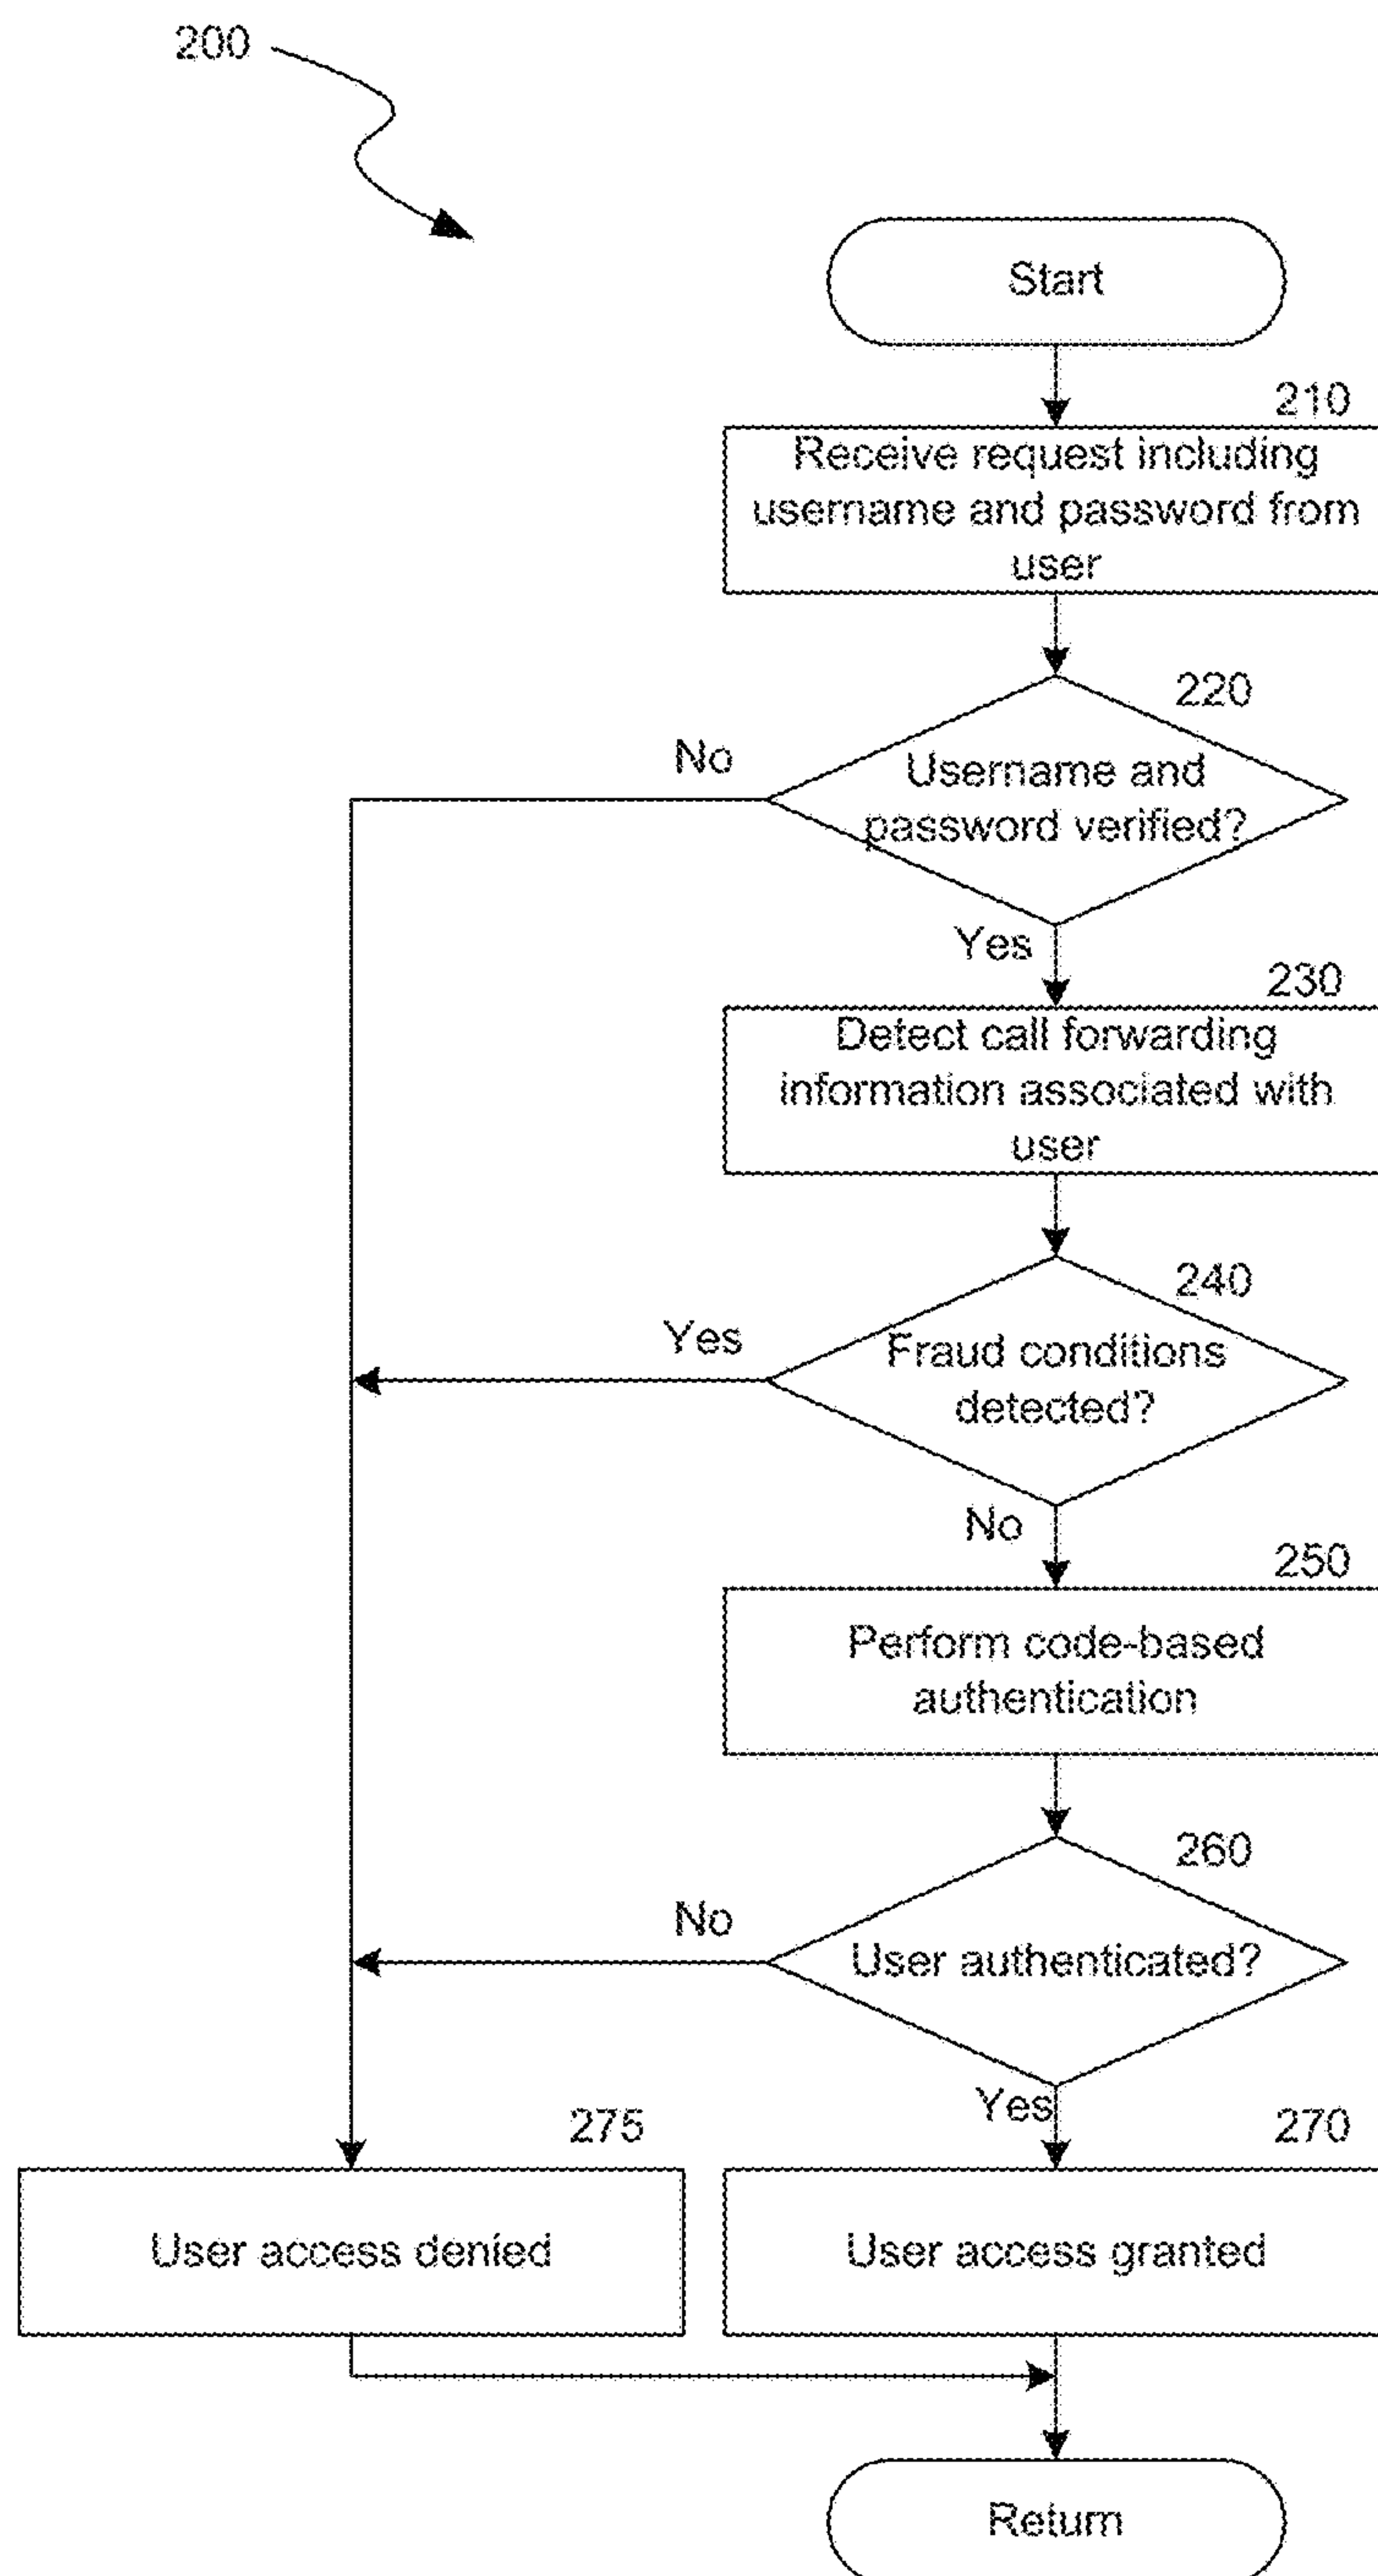 200
Start
210
Receive request including
username and password from
user
220
No
Username and
password verified?
Yes
230
Detect call forwarding
information associated with
user
240
Yes
Fraud conditions
detected?
No
250
Perform code-based
authentication
260
No
User authenticated?
Yes
275
270
User access denied
User access granted
Return